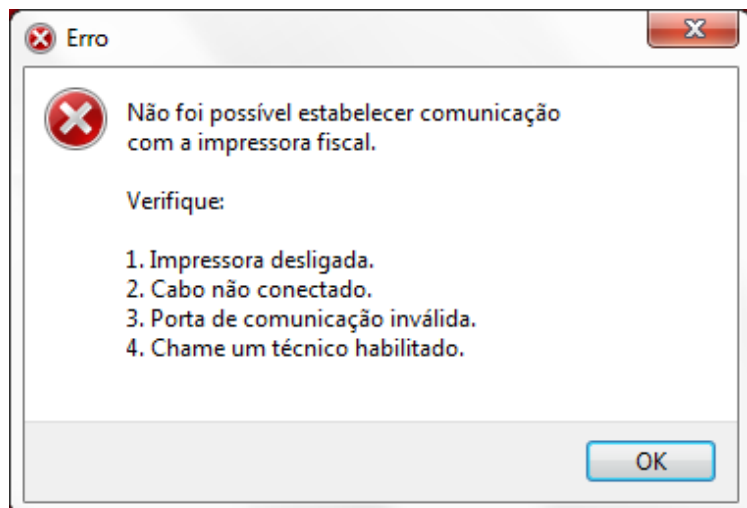 Erro
Não foi possível estabelecer comunicação
com a impressora fiscal.
Verifique:
1. Impressora desligada.
2. Cabo não conectado.
3. Porta de comunicação inválida.
4. Chame um técnico habilitado.
OK